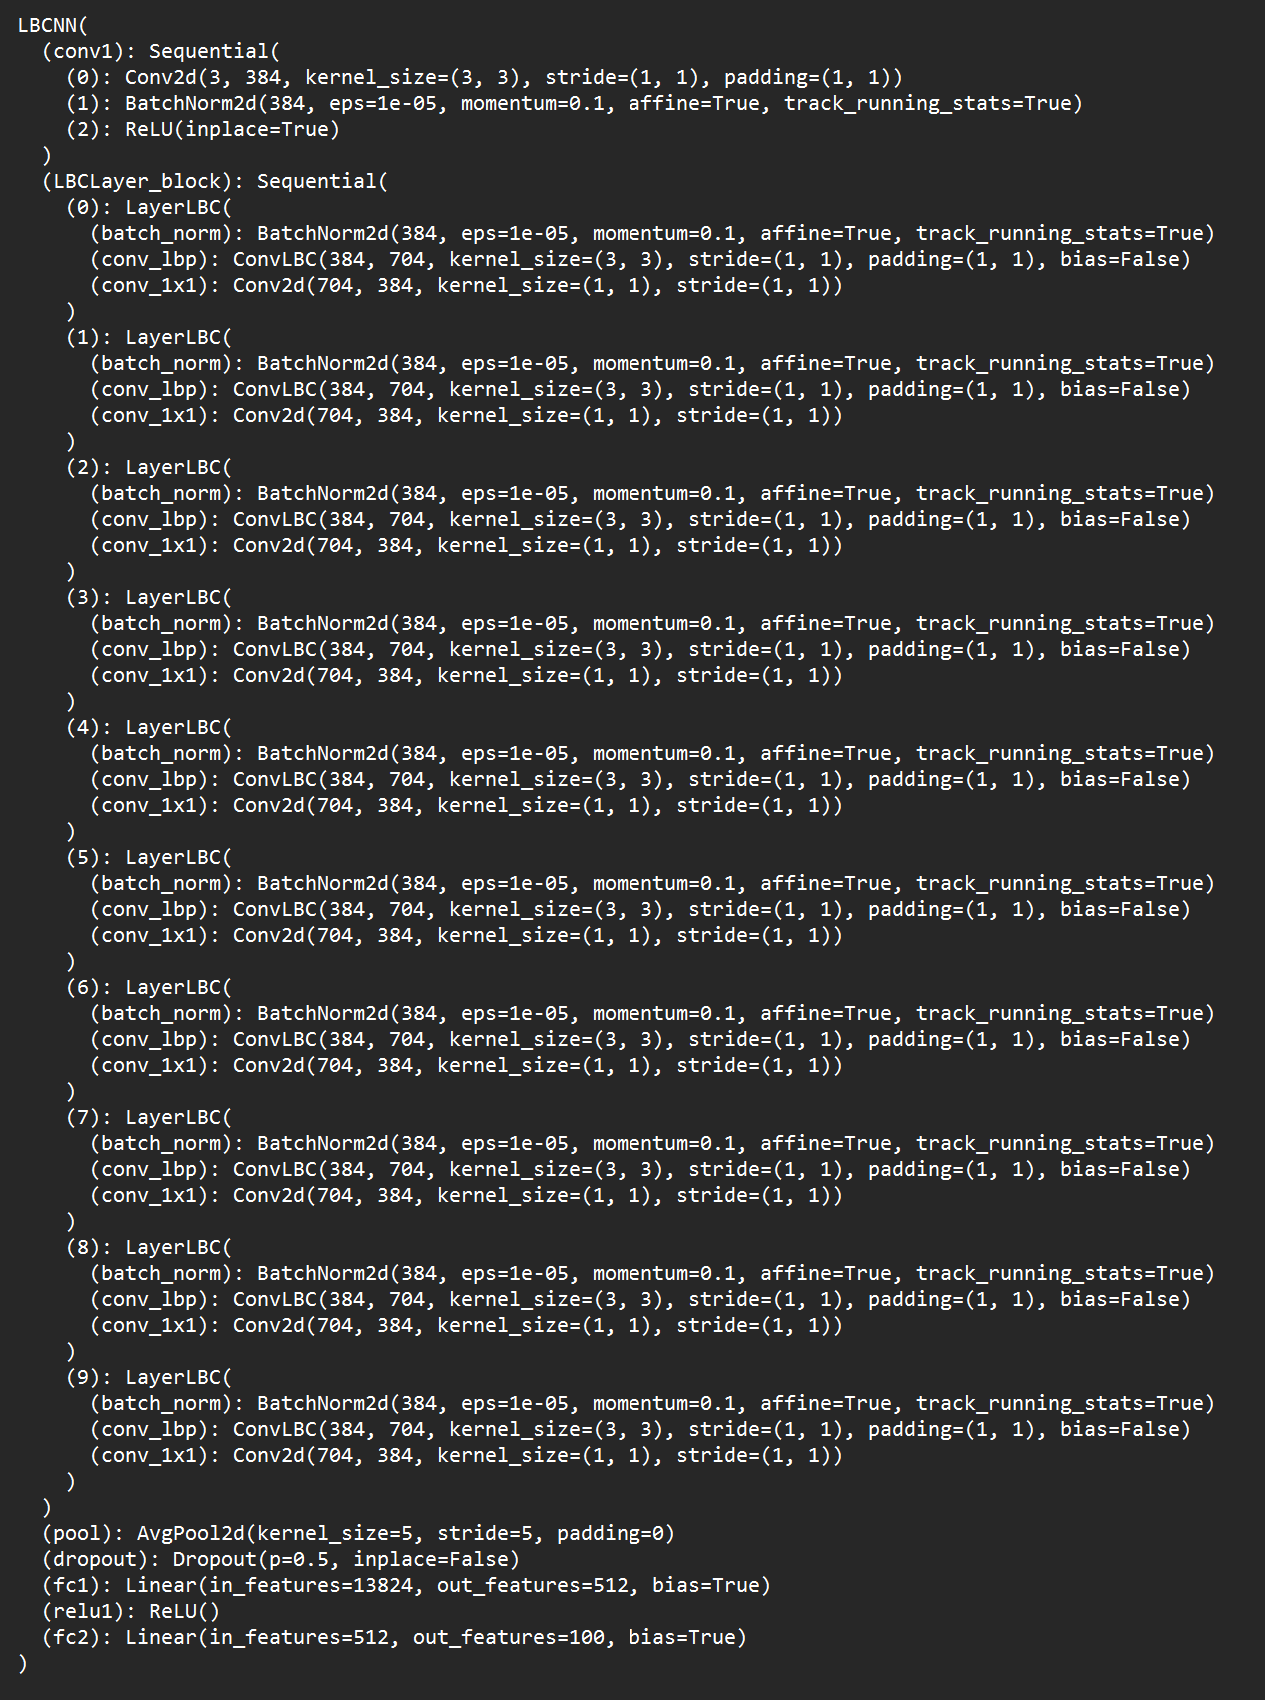 LBCNN(
  (conv1): Sequential(
    (0): Conv2d(3, 384, kernel_size=(3, 3), stride=(1, 1), padding=(1, 1))
    (1): BatchNorm2d(384, eps=1e-05, momentum=0.1, affine=True, track_running_stats=True)
    (2): ReLU(inplace=True)
  )
  (LBCLayer_block): Sequential(
    (0): LayerLBC(
      (batch_norm): BatchNorm2d(384, eps=1e-05, momentum=0.1, affine=True, track_running_stats=True)
      (conv_lbp): ConvLBC(384, 704, kernel_size=(3, 3), stride=(1, 1), padding=(1, 1), bias=False)
      (conv_1x1): Conv2d(704, 384, kernel_size=(1, 1), stride=(1, 1))
    )
    (1): LayerLBC(
      (batch_norm): BatchNorm2d(384, eps=1e-05, momentum=0.1, affine=True, track_running_stats=True)
      (conv_lbp): ConvLBC(384, 704, kernel_size=(3, 3), stride=(1, 1), padding=(1, 1), bias=False)
      (conv_1x1): Conv2d(704, 384, kernel_size=(1, 1), stride=(1, 1))
    )
    (2): LayerLBC(
      (batch_norm): BatchNorm2d(384, eps=1e-05, momentum=0.1, affine=True, track_running_stats=True)
      (conv_lbp): ConvLBC(384, 704, kernel_size=(3, 3), stride=(1, 1), padding=(1, 1), bias=False)
      (conv_1x1): Conv2d(704, 384, kernel_size=(1, 1), stride=(1, 1))
    )
    (3): LayerLBC(
      (batch_norm): BatchNorm2d(384, eps=1e-05, momentum=0.1, affine=True, track_running_stats=True)
      (conv_lbp): ConvLBC(384, 704, kernel_size=(3, 3), stride=(1, 1), padding=(1, 1), bias=False)
      (conv_1x1): Conv2d(704, 384, kernel_size=(1, 1), stride=(1, 1))
    )
    (4): LayerLBC(
      (batch_norm): BatchNorm2d(384, eps=1e-05, momentum=0.1, affine=True, track_running_stats=True)
      (conv_lbp): ConvLBC(384, 704, kernel_size=(3, 3), stride=(1, 1), padding=(1, 1), bias=False)
      (conv_1x1): Conv2d(704, 384, kernel_size=(1, 1), stride=(1, 1))
    )
    (5): LayerLBC(
      (batch_norm): BatchNorm2d(384, eps=1e-05, momentum=0.1, affine=True, track_running_stats=True)
      (conv_lbp): ConvLBC(384, 704, kernel_size=(3, 3), stride=(1, 1), padding=(1, 1), bias=False)
      (conv_1x1): Conv2d(704, 384, kernel_size=(1, 1), stride=(1, 1))
    )
    (6): LayerLBC(
      (batch_norm): BatchNorm2d(384, eps=1e-05, momentum=0.1, affine=True, track_running_stats=True)
      (conv_lbp): ConvLBC(384, 704, kernel_size=(3, 3), stride=(1, 1), padding=(1, 1), bias=False)
      (conv_1x1): Conv2d(704, 384, kernel_size=(1, 1), stride=(1, 1))
    )
    (7): LayerLBC(
      (batch_norm): BatchNorm2d(384, eps=1e-05, momentum=0.1, affine=True, track_running_stats=True)
      (conv_lbp): ConvLBC(384, 704, kernel_size=(3, 3), stride=(1, 1), padding=(1, 1), bias=False)
      (conv_1x1): Conv2d(704, 384, kernel_size=(1, 1), stride=(1, 1))
    )
    (8): LayerLBC(
      (batch_norm): BatchNorm2d(384, eps=1e-05, momentum=0.1, affine=True, track_running_stats=True)
      (conv_lbp): ConvLBC(384, 704, kernel_size=(3, 3), stride=(1, 1), padding=(1, 1), bias=False)
      (conv_1x1): Conv2d(704, 384, kernel_size=(1, 1), stride=(1, 1))
    )
    (9): LayerLBC(
      (batch_norm): BatchNorm2d(384, eps=1e-05, momentum=0.1, affine=True, track_running_stats=True)
      (conv_lbp): ConvLBC(384, 704, kernel_size=(3, 3), stride=(1, 1), padding=(1, 1), bias=False)
      (conv_1x1): Conv2d(704, 384, kernel_size=(1, 1), stride=(1, 1))
    )
  )
  (pool): AvgPool2d(kernel_size=5, stride=5, padding=0)
  (dropout): Dropout(p=0.5, inplace=False)
  (fc1): Linear(in_features=13824, out_features=512, bias=True)
  (relu1): ReLU()
  (fc2): Linear(in_features=512, out_features=100, bias=True)
)